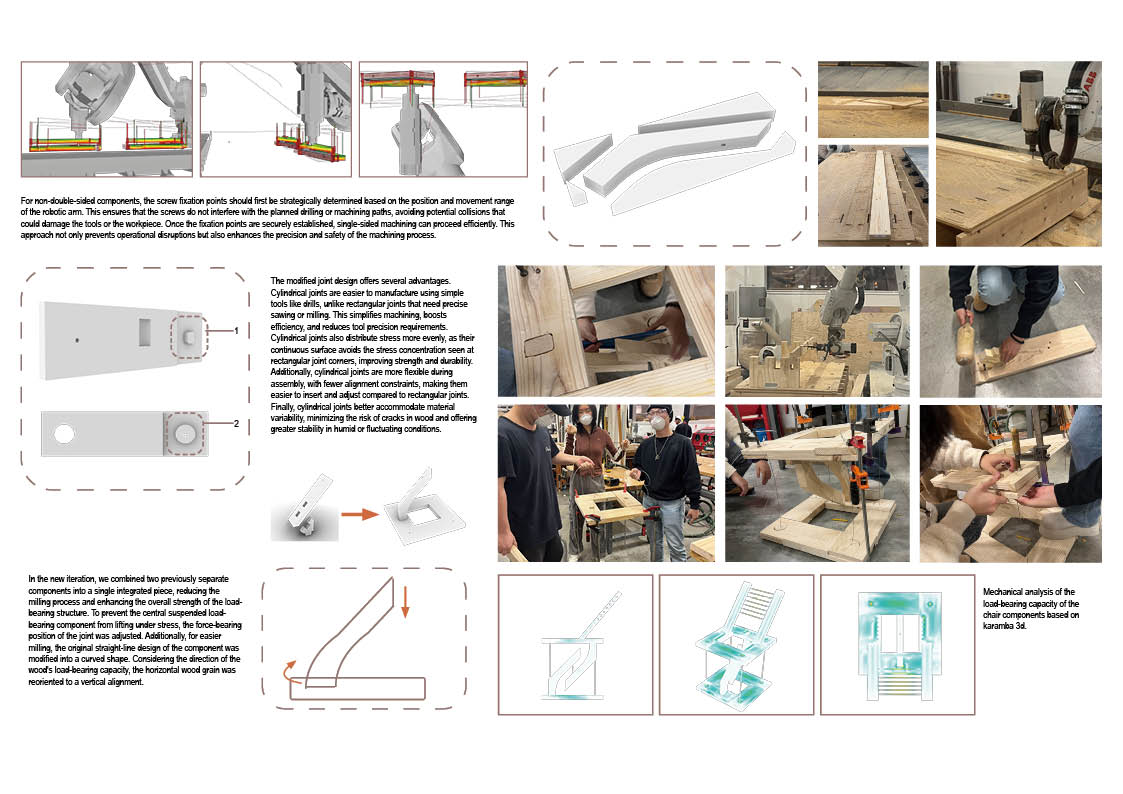 ABB
For non-double-sided components, the screw fixation points should first be strategically determined based on the position and movement range
of the robotic arm. This ensures that the screws do not interfere with the planned drilling or machining paths, avoiding potential collisions that
could damage the tools or the workpiece. Once the fixation points are securely established, single-sided machining can proceed efficiently. This
approach not only prevents operational disruptions but also enhances the precision and safety of the machining process.
1
2
The modified joint design offers several advantages.
Cylindrical joints are easier to manufacture using simple
tools like drills, unlike rectangular joints that need precise
sawing or milling. This simplifies machining, boosts
efficiency, and reduces tool precision requirements.
Cylindrical joints also distribute stress more evenly, as their
continuous surface avoids the stress concentration seen at
rectangular joint corners, improving strength and durability.
Additionally, cylindrical joints are more flexible during
assembly, with fewer alignment constraints, making them
easier to insert and adjust compared to rectangular joints.
Finally, cylindrical joints better accommodate material
variability, minimizing the risk of cracks in wood and offering
greater stability in humid or fluctuating conditions.
In the new iteration, we combined two previously separate
components into a single integrated piece, reducing the
milling process and enhancing the overall strength of the load-
bearing structure. To prevent the central suspended load-
bearing component from lifting under stress, the force-bearing
position of the joint was adjusted. Additionally, for easier
milling, the original straight-line design of the component was
modified into a curved shape. Considering the direction of the
wood's load-bearing capacity, the horizontal wood grain was
reoriented to a vertical alignment.
Mechanical analysis of the
load-bearing capacity of the
chair components based on
karamba 3d.